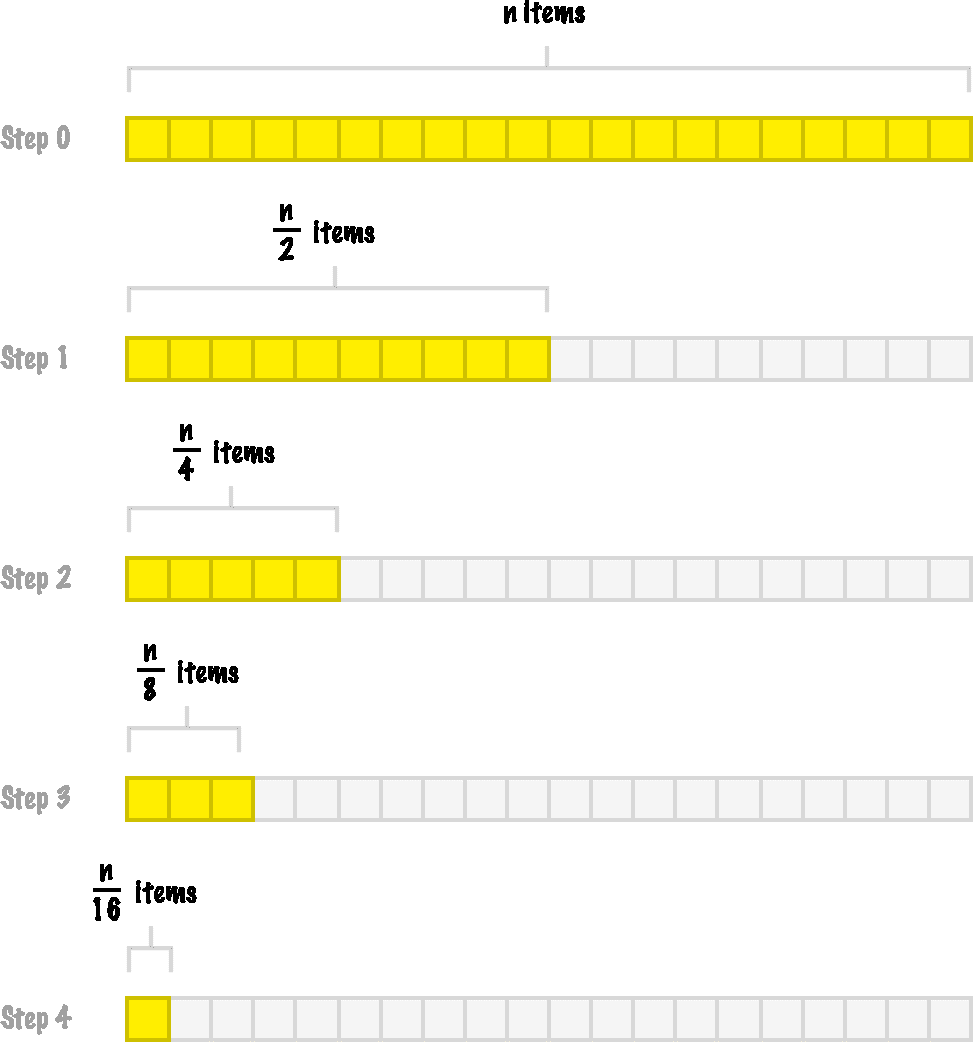 n items
Step 0
n
2 items
Step 1
n
4 items
Step 2
n
8 items
Step 3
n
16 items
Step 4